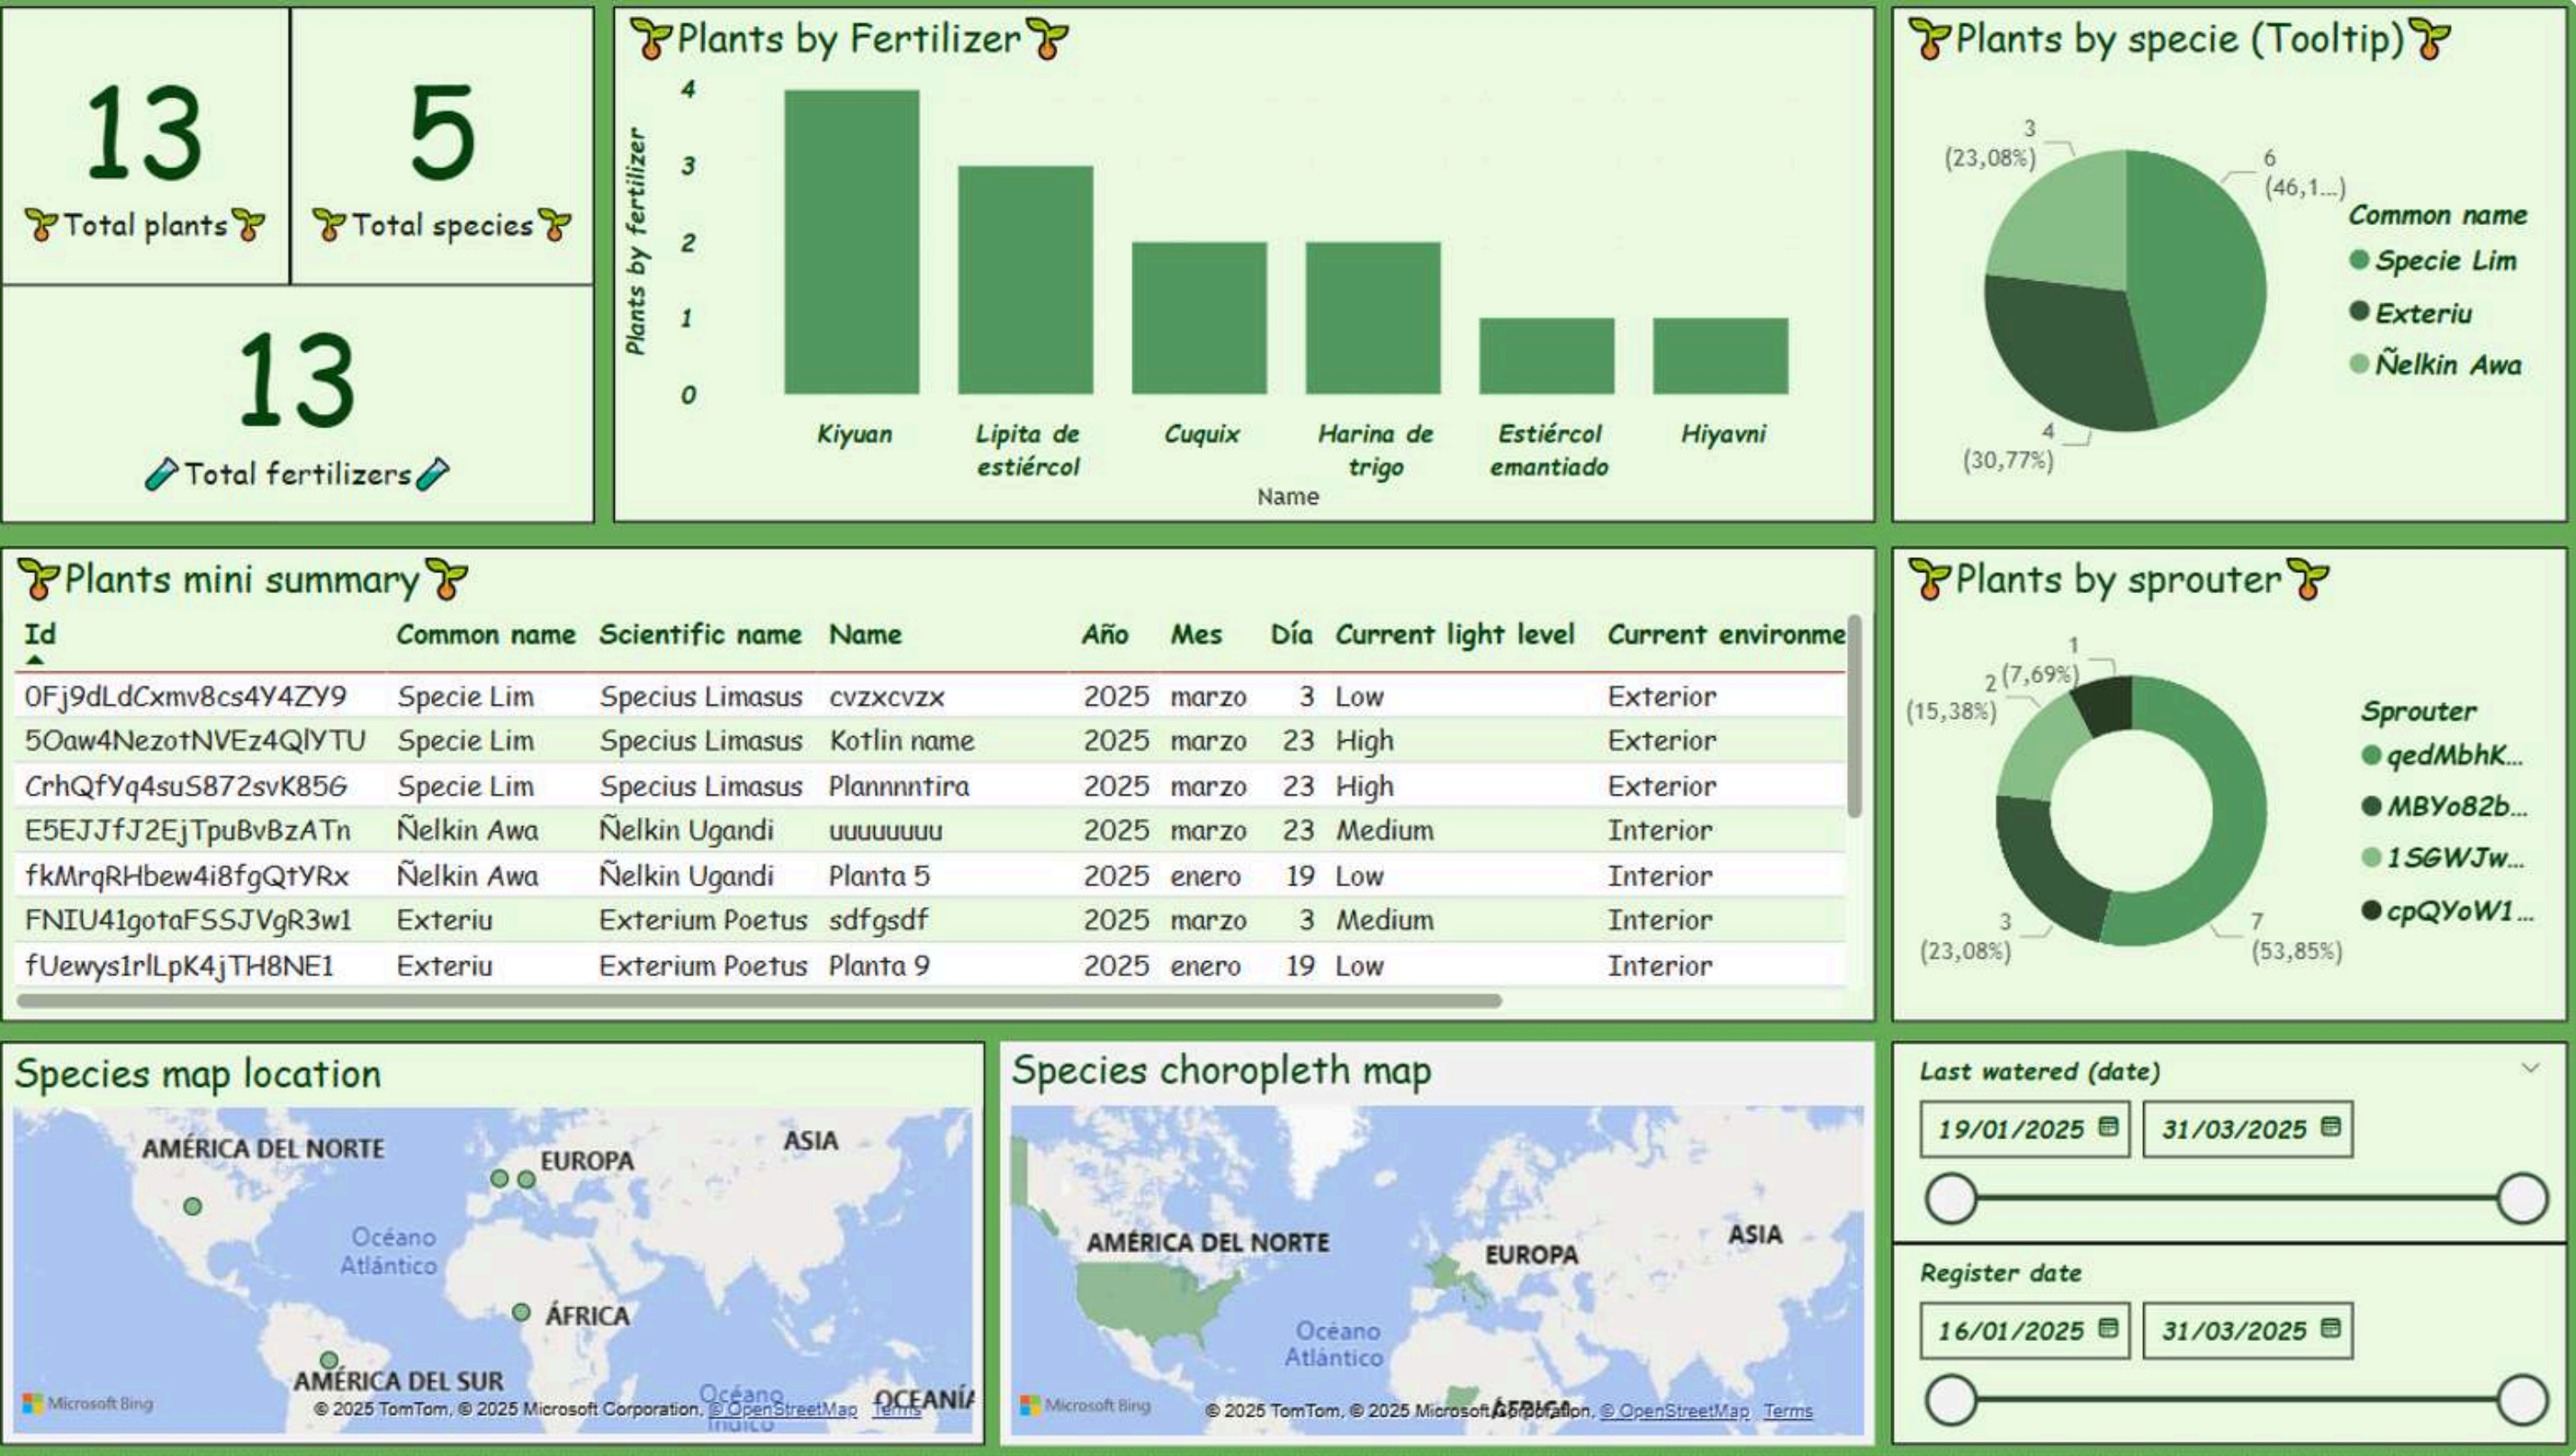 13
Total plants
5
Total species
13
Total fertilizers
Plants by Fertilizer
Plants by fertilizer
4
3
2
1
0
Kiyuan
Lipita de
estiércol
Cuquix
Harina de
trigo
Estiércol
emantiado
Hiyavni
Name
Plants by specie (Tooltip)
3
(23,08%)
6
(46,1...)
4
(30,77%)
Common name
Specie Lim
Exteriu
Ñelkin Awa
Plants mini summary
Id Common name Scientific name Name Año Mes Día Current light level Current environme
0Fj9dLdCxmv8cs4Y4ZY9 Specie Lim Specius Limasus cvzxcvzx 2025 marzo 3 Low Exterior
5Oaw4NezotNVEz4QlYTU Specie Lim Specius Limasus Kotlin name 2025 marzo 23 High Exterior
CrhQfYq4suS872svK85G Specie Lim Specius Limasus Plannnntira 2025 marzo 23 High Exterior
E5EJJfJ2EjTpuBvBzATn Ñelkin Awa Ñelkin Ugandi uuuuuuuu 2025 marzo 23 Medium Interior
fkMrqRHbew4i8fgQtYRx Ñelkin Awa Ñelkin Ugandi Planta 5 2025 enero 19 Low Interior
FNIU41gotaFSSJVgR3w1 Exteriu Exterium Poetus sdfgsdf 2025 marzo 3 Medium Interior
fUewys1rlLpK4jTH8NE1 Exteriu Exterium Poetus Planta 9 2025 enero 19 Low Interior
Plants by sprouter
1
(7,69%)
2
(15,38%)
3
(23,08%)
7
(53,85%)
Sprouter
qedMbhK...
MBYo82b...
1SGWJw...
cpQYoW1...
Species map location
AMÉRICA DEL NORTE
EUROPA
ASIA
Océano
Atlántico
ÁFRICA
AMÉRICA DEL SUR
Océano
Índico
OCEANÍA
Microsoft Bing
© 2025 TomTom, © 2025 Microsoft Corporation, © OpenStreetMap Terms
Species choropleth map
AMÉRICA DEL NORTE
EUROPA
ASIA
Océano
Atlántico
ÁFRICA
Microsoft Bing
© 2025 TomTom, © 2025 Microsoft Corporation, © OpenStreetMap Terms
Last watered (date)
19/01/2025 31/03/2025
Register date
16/01/2025 31/03/2025